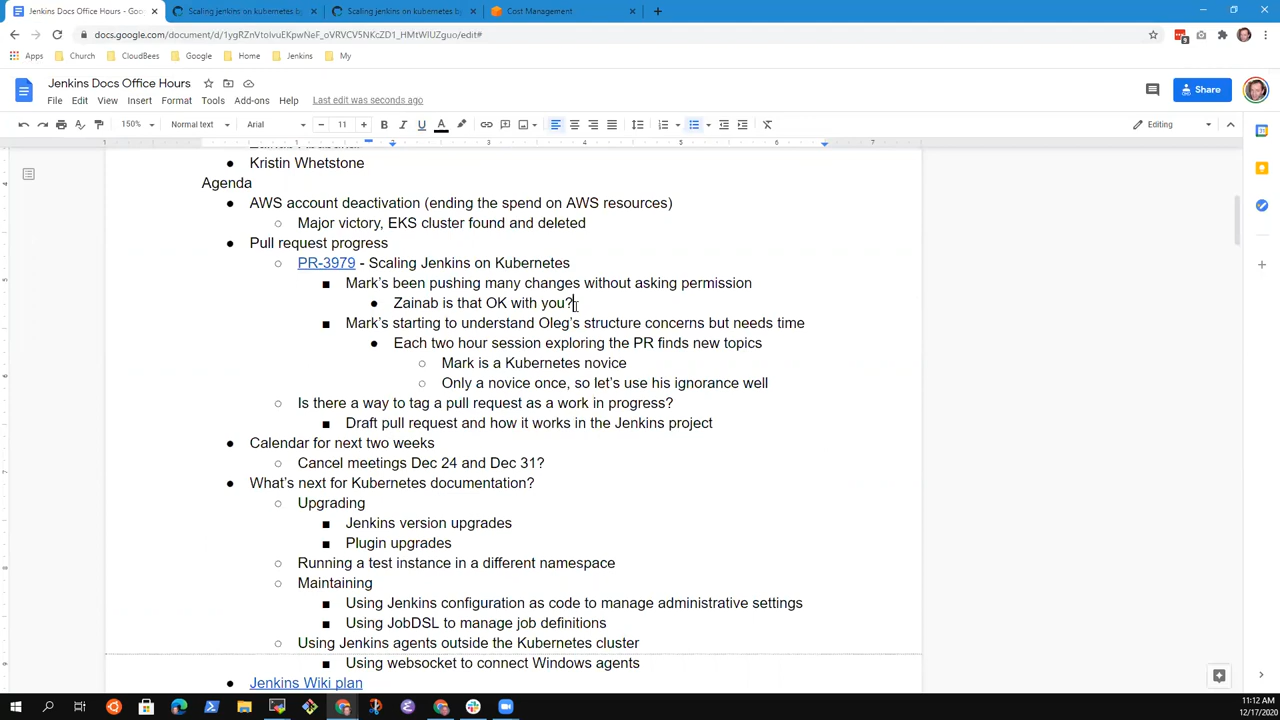 Jenkins Docs Office Hours - Goo
Scaling jenkins on kubernetes by
Scaling jenkins on kubernetes by
Cost Management
docs.google.com/document/d/1ygRZnVtoIvuEKpwNeF_oVRVCV5NKcZD1_HMtWIUZguo/edit#
Apps Church CloudBees Google Home Jenkins My
Jenkins Docs Office Hours
File Edit View Insert Format Tools Add-ons Help Last edit was seconds ago
Share
150% Normal text Arial 11 Editing
Kristin Whetstone
Agenda
AWS account deactivation (ending the spend on AWS resources)
Major victory, EKS cluster found and deleted
Pull request progress
PR-3979 - Scaling Jenkins on Kubernetes
Mark's been pushing many changes without asking permission
Zainab is that OK with you?
Mark's starting to understand Oleg's structure concerns but needs time
Each two hour session exploring the PR finds new topics
Mark is a Kubernetes novice
Only a novice once, so let's use his ignorance well
Is there a way to tag a pull request as a work in progress?
Draft pull request and how it works in the Jenkins project
Calendar for next two weeks
Cancel meetings Dec 24 and Dec 31?
What's next for Kubernetes documentation?
Upgrading
Jenkins version upgrades
Plugin upgrades
Running a test instance in a different namespace
Maintaining
Using Jenkins configuration as code to manage administrative settings
Using JobDSL to manage job definitions
Using Jenkins agents outside the Kubernetes cluster
Using websocket to connect Windows agents
Jenkins Wiki plan
11:12 AM
12/17/2020